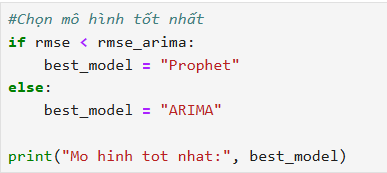 #Chọn mô hình tốt nhất
if rmse < rmse_arima:
    best_model = "Prophet"
else:
    best_model = "ARIMA"
print("Mo hinh tot nhat:", best_model)